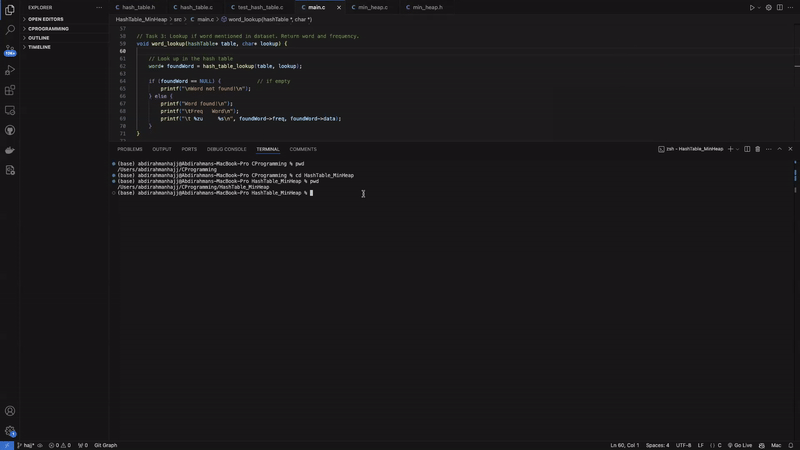 EXPLORER
OPEN EDITORS
CPROGRAMMING
OUTLINE
TIMELINE
C hash_table.h
C hash_table.c
C test_hash_table.c
C main.c
C min_heap.c
C min_heap.h
HashTable_MinHeap > src > C main.c > word_lookup(hashTable *, char *)
57
58 // Task 1: Lookup if word mentioned in dataset. Return word and frequency.
59 void word_lookup(hashTable* table, char* lookup) {
60
61 // Look up in the hash table
62 word* foundWord = hash_table_lookup(table, lookup);
63
64 if (foundWord == NULL) { // if empty
65 printf("\nWord not found!\n");
66 } else {
67 printf("Word found!\n");
68 printf("\tFreq Word\n");
69 printf("\t %zu %s\n", foundWord->freq, foundWord->data);
70 }
71 }
PROBLEMS OUTPUT PORTS DEBUG CONSOLE TERMINAL COMMENTS
zsh - HashTable_MinHeap
(base) abdirahmanhajj@Abdirahmans-MacBook-Pro CProgramming % pwd
/Users/abdirahmanhajj/CProgramming
(base) abdirahmanhajj@Abdirahmans-MacBook-Pro CProgramming % cd HashTable_MinHeap
(base) abdirahmanhajj@Abdirahmans-MacBook-Pro HashTable_MinHeap % pwd
/Users/abdirahmanhajj/CProgramming/HashTable_MinHeap
(base) abdirahmanhajj@Abdirahmans-MacBook-Pro HashTable_MinHeap %
haj* 0 0 0 Git Graph
Ln 60, Col 1 Spaces: 4 UTF-8 LF {} C Go Live Mac